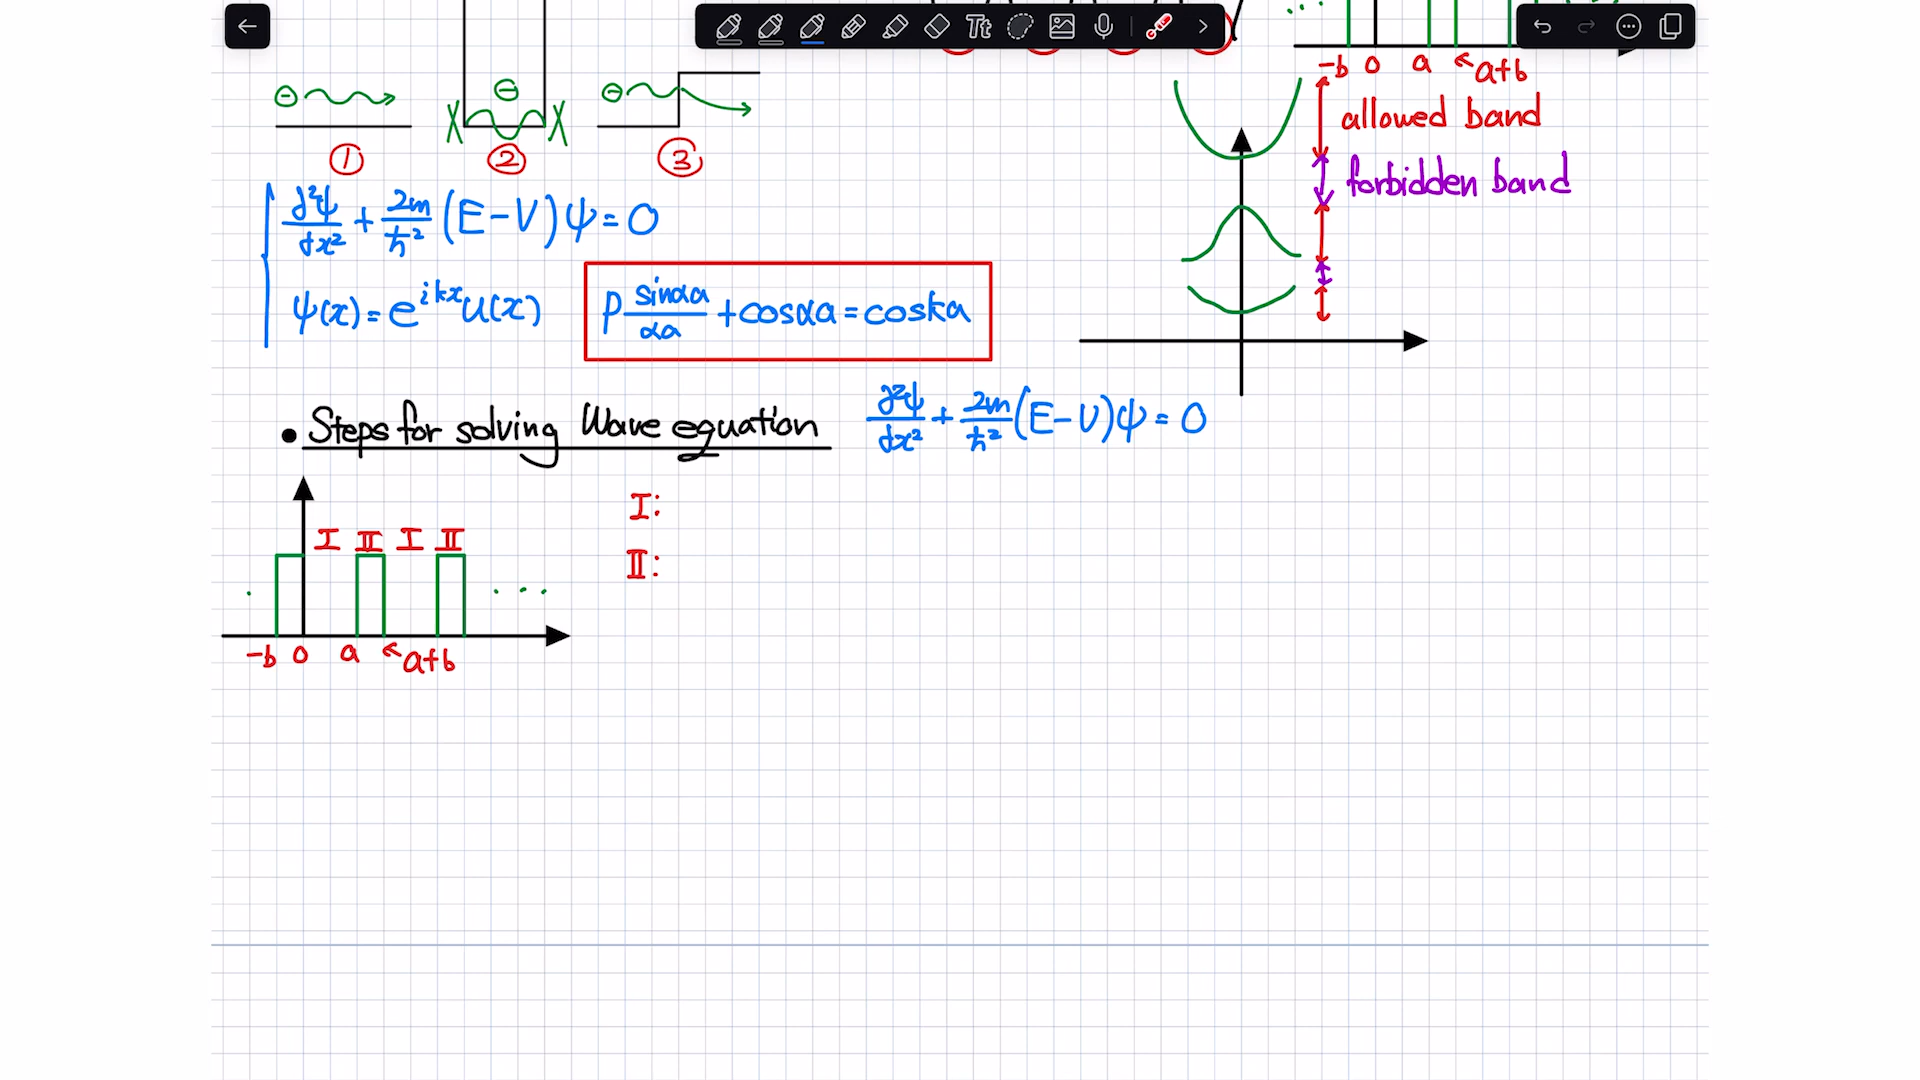 Tt
-b 0 a ←a+b
allowed band
forbidden band
⊖ ⊖ ⊖
X X
① ② ③
d²ψ/dx² + 2m/ħ² (E-V)ψ = 0
ψ(x) = e^{ikx} u(x)
P sinαa/αa + cosαa = coska
• Steps for solving Wave equation d²ψ/dx² + 2m/ħ² (E-V)ψ = 0
I:
I II I II
II:
-b 0 a ←a+b